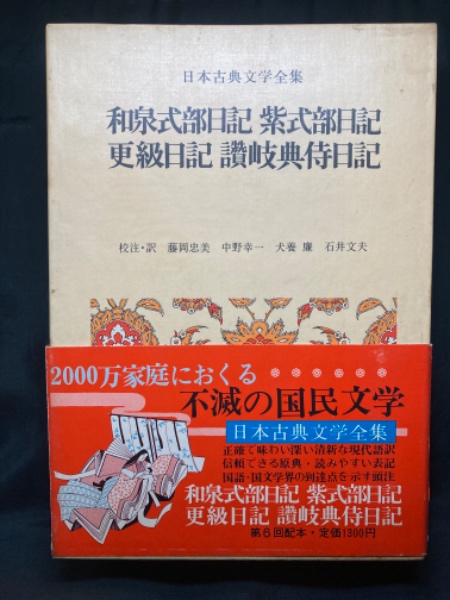 日本古典文学全集
和泉式部日記 紫式部日記
更級日記 讃岐典侍日記
校注・訳 藤岡忠美 中野幸一 犬養廉 石井文夫
2000万家庭におくる
不滅の国民文学
日本古典文学全集
正確で味わい深い清新な現代語訳
信頼できる原典・読みやすい表記
国語・国文学界の到達点を示す頭注
和泉式部日記 紫式部日記
更級日記 讃岐典侍日記
第6回配本・定価1300円